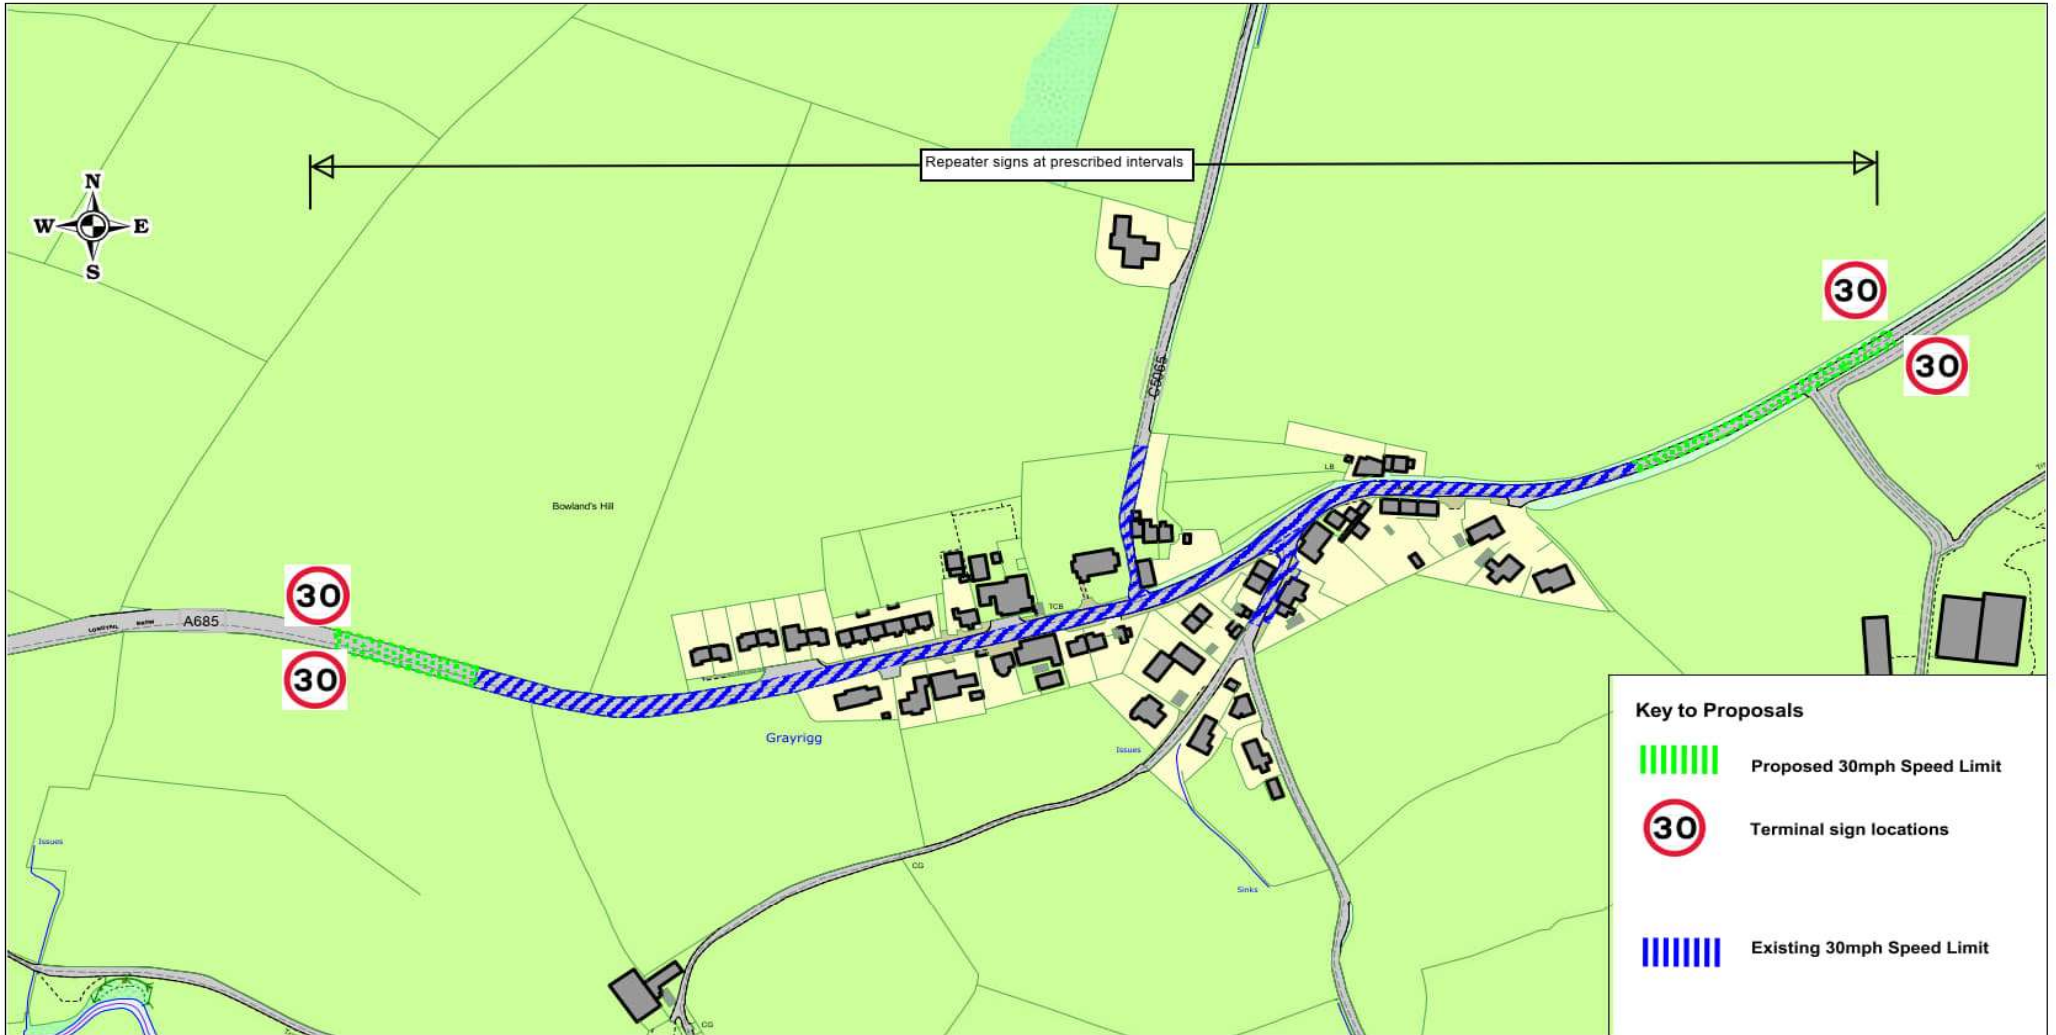 Repeater signs at prescribed intervals
N
W E
S
30
30
C5065
LB
Bowland's Hill
TCB
30
A685
30
Grayrigg
Issues
Issues
CG
Sinks
CG
Key to Proposals
Proposed 30mph Speed Limit
30 Terminal sign locations
Existing 30mph Speed Limit